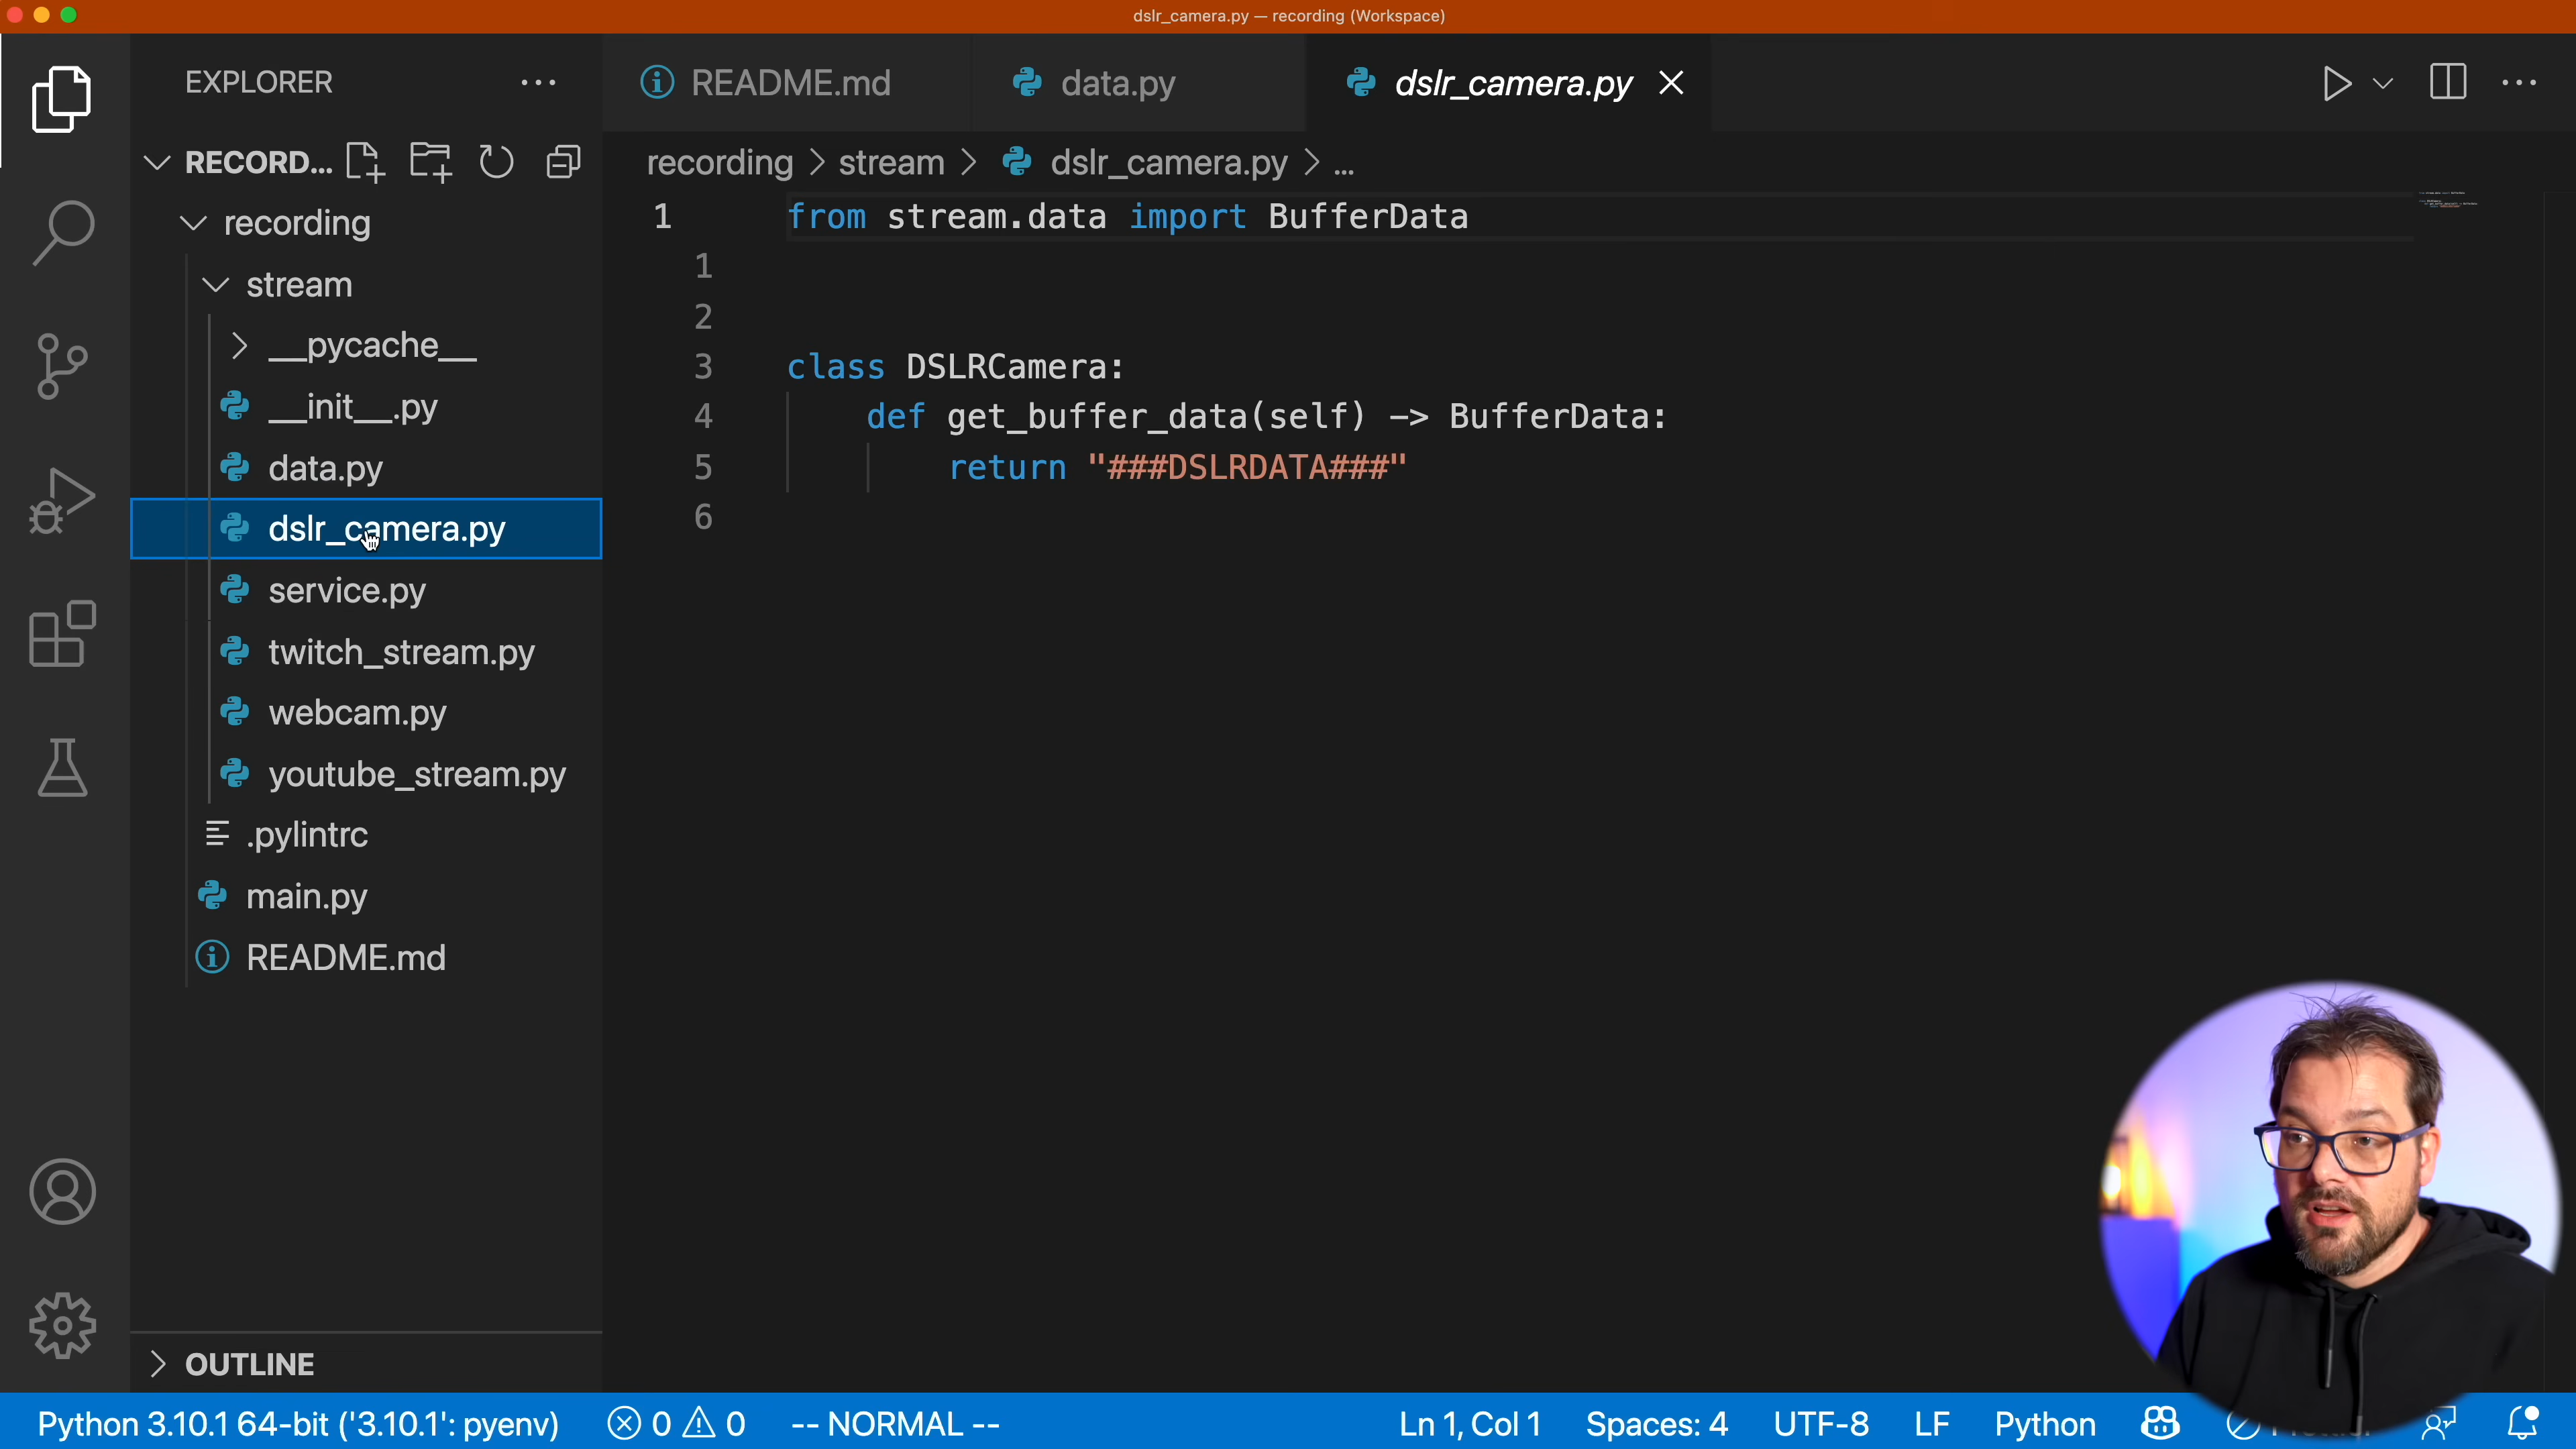 dslr_camera.py — recording (Workspace)
EXPLORER
README.md
data.py
dslr_camera.py
RECORD...
recording > stream > dslr_camera.py > ...
recording
stream
__pycache__
__init__.py
data.py
dslr_camera.py
service.py
twitch_stream.py
webcam.py
youtube_stream.py
.pylintrc
main.py
README.md
OUTLINE
1 from stream.data import BufferData
1
2
3 class DSLRCamera:
4 def get_buffer_data(self) -> BufferData:
5 return "###DSLRDATA###"
6
Python 3.10.1 64-bit ('3.10.1': pyenv) 0 0 -- NORMAL -- Ln 1, Col 1 Spaces: 4 UTF-8 LF Python